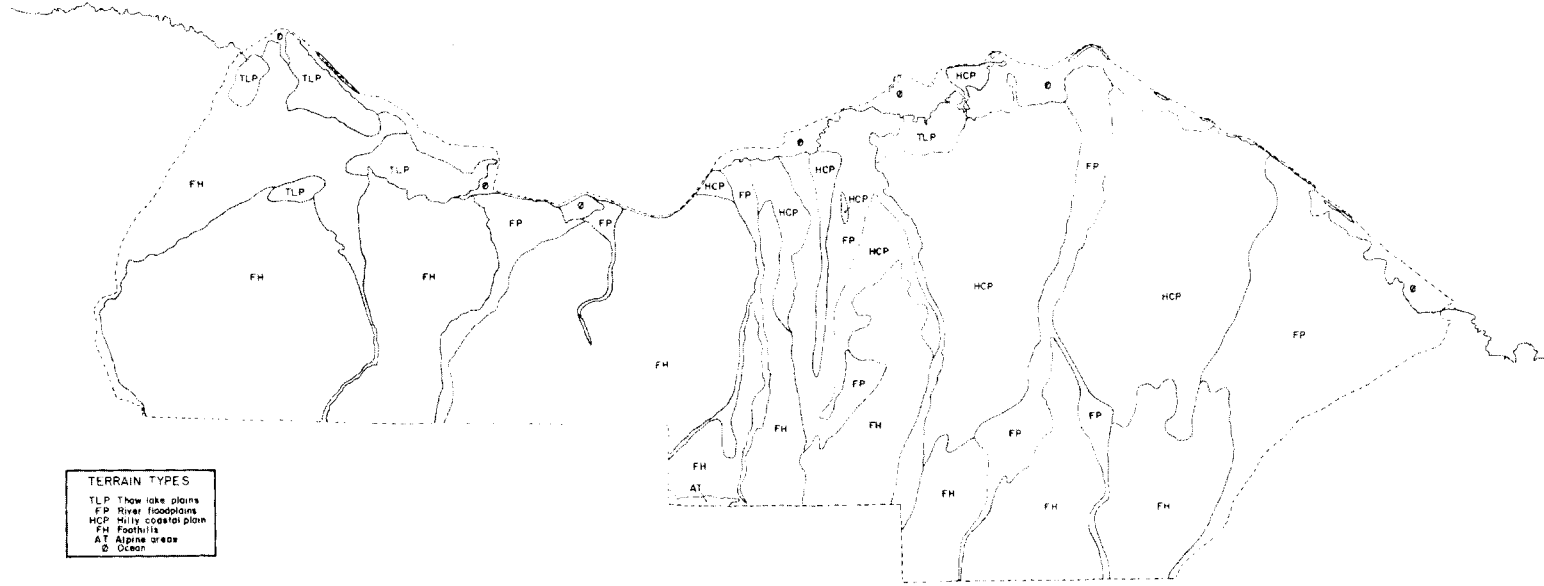 Ø
TLP
TLP
HCP
Ø
Ø
TLP
Ø
TLP
HCP
FP
FH
TLP
Ø
HCP
FP
HCP
HCP
FP
Ø
FP
FP
HCP
FH
FH
HCP
HCP
Ø
FP
FH
FP
FP
FP
FH
FH
FH
AT
FH
FH
FH
TERRAIN TYPES
TLP Thaw lake plains
FP River floodplains
HCP Hilly coastal plain
FH Foothills
AT Alpine areas
Ø Ocean